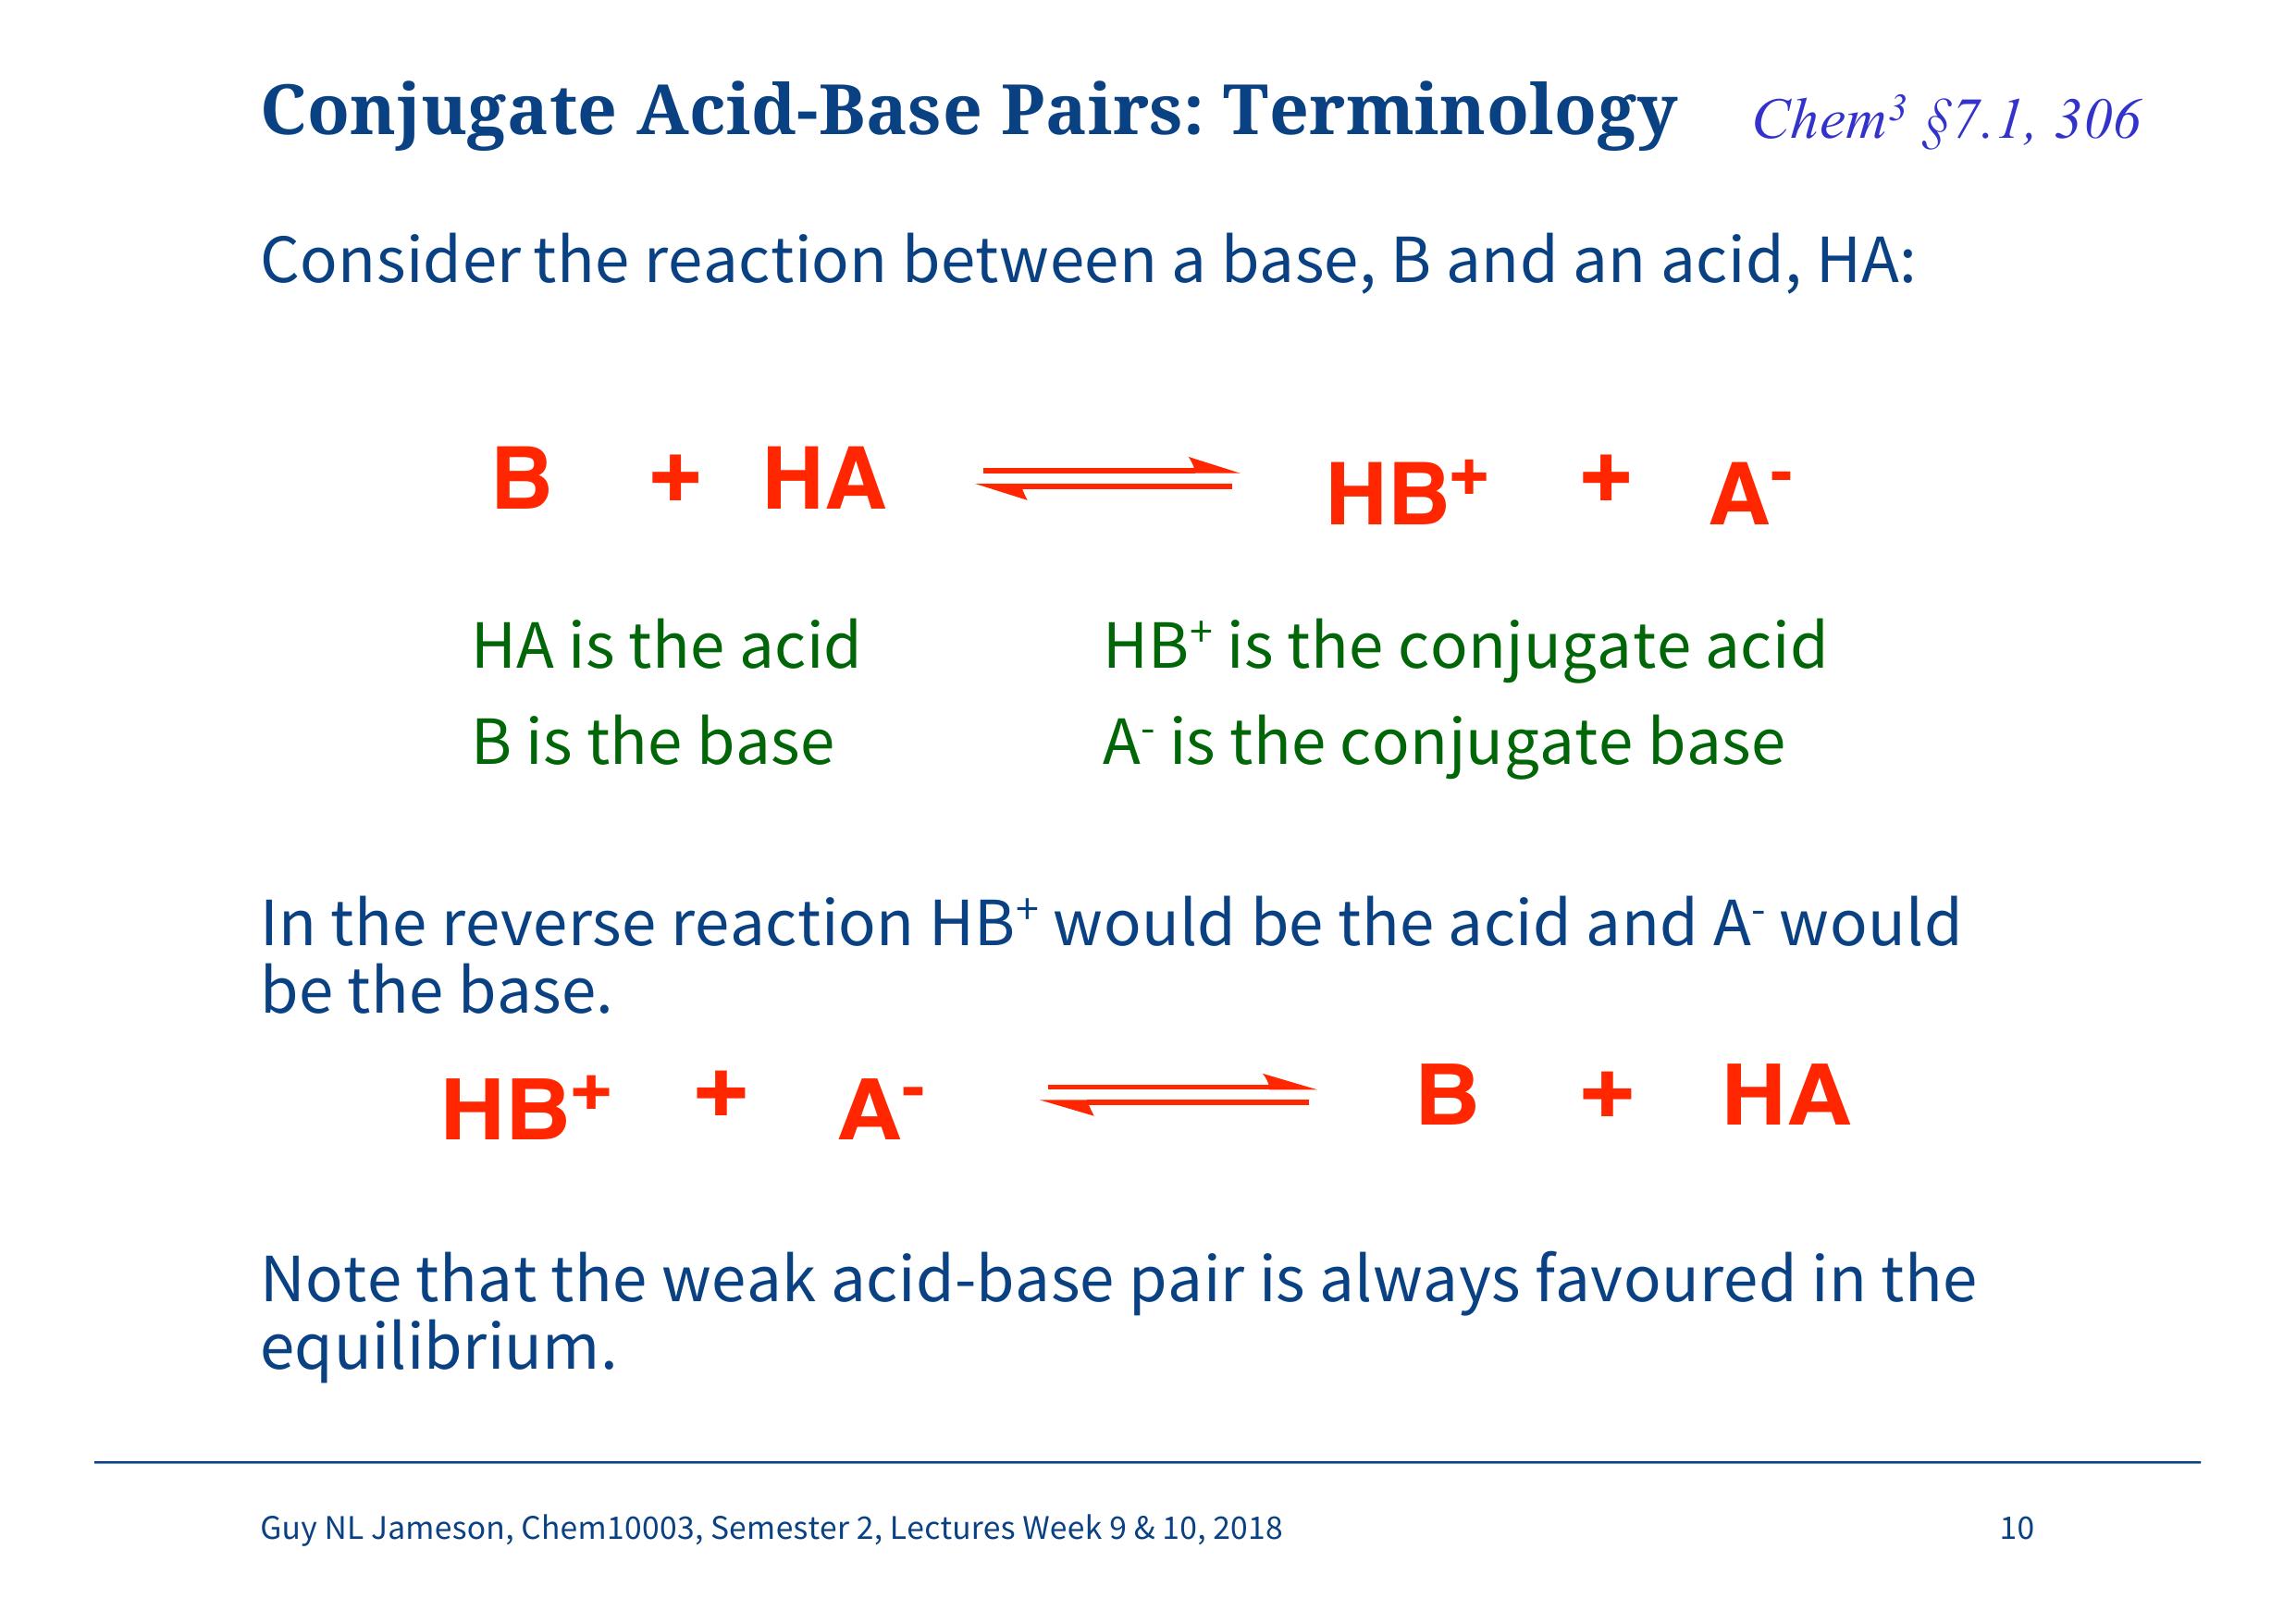 Conjugate Acid-Base Pairs: Terminology Chem³ §7.1, 306
Consider the reaction between a base, B and an acid, HA:
B + HA ⇌ HB⁺ + A⁻
HA is the acid HB⁺ is the conjugate acid
B is the base A⁻ is the conjugate base
In the reverse reaction HB⁺ would be the acid and A⁻ would
be the base.
HB⁺ + A⁻ ⇌ B + HA
Note that the weak acid-base pair is always favoured in the
equilibrium.
Guy NL Jameson, Chem10003, Semester 2, Lectures Week 9 & 10, 2018 10